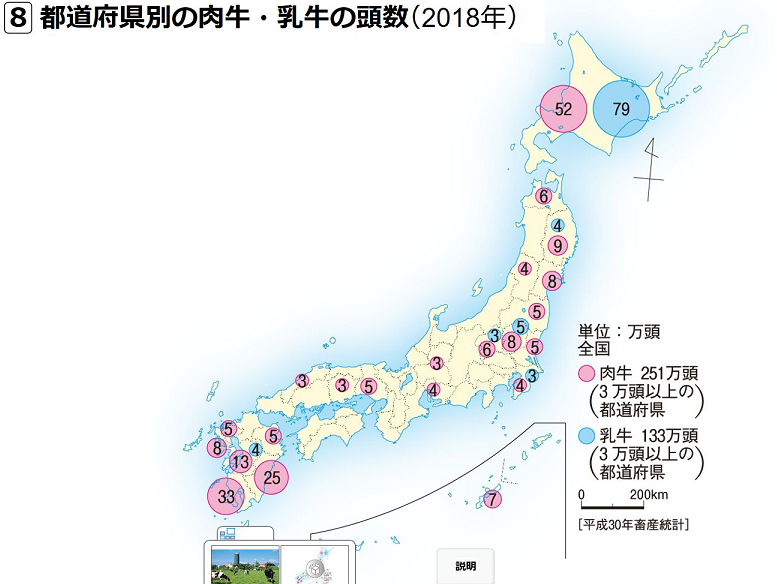 8 都道府県別の肉牛・乳牛の頭数(2018年)
52 79
6
4
9
4
8
5
5
3
8
6
5
3
3
4
4
3
3
5
5
5
8
4
13
25
33
7
単位：万頭
全国
肉牛 251万頭
(3万頭以上の
都道府県)
乳牛 133万頭
(3万頭以上の
都道府県)
0 200km
[平成30年畜産統計]
説明